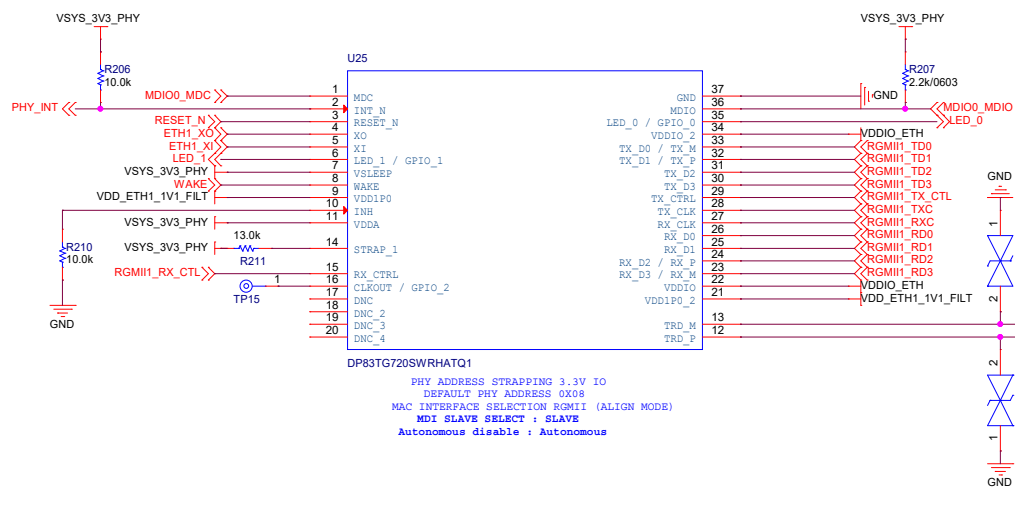 VSYS_3V3_PHY
VSYS_3V3_PHY
U25
R206
10.0k
R207
2.2k/0603
PHY_INT
MDIO0_MDC
1
MDC
GND
37
GND
2
INT_N
MDIO
36
MDIO0_MDIO
RESET_N
3
RESET_N
LED_0 / GPIO_0
35
LED_0
ETH1_XO
4
XO
VDDIO_2
34
VDDIO_ETH
ETH1_XI
5
XI
TX_D0 / TX_M
33
RGMII1_TD0
LED_1
6
LED_1 / GPIO_1
TX_D1 / TX_P
32
RGMII1_TD1
VSYS_3V3_PHY
7
VSLEEP
TX_D2
31
RGMII1_TD2
WAKE
8
WAKE
TX_D3
30
RGMII1_TD3
VDD_ETH1_1V1_FILT
9
VDD1P0
TX_CTRL
29
RGMII1_TX_CTL
10
INH
TX_CLK
28
RGMII1_TXC
VSYS_3V3_PHY
11
VDDA
RX_CLK
27
RGMII1_RXC
RX_D0
26
RGMII1_RD0
VSYS_3V3_PHY
13.0k
R211
14
STRAP_1
RX_D1
25
RGMII1_RD1
RX_D2 / RX_P
24
RGMII1_RD2
RGMII1_RX_CTL
15
RX_CTRL
RX_D3 / RX_M
23
RGMII1_RD3
TP15
1
16
CLKOUT / GPIO_2
VDDIO
22
VDDIO_ETH
17
DNC
VDD1P0_2
21
VDD_ETH1_1V1_FILT
18
DNC_2
19
DNC_3
TRD_M
13
20
DNC_4
TRD_P
12
R210
10.0k
GND
GND
1
2
2
1
GND
DP83TG720SWRHATQ1
PHY ADDRESS STRAPPING 3.3V IO
DEFAULT PHY ADDRESS 0X08
MAC INTERFACE SELECTION RGMII (ALIGN MODE)
MDI SLAVE SELECT : SLAVE
Autonomous disable : Autonomous